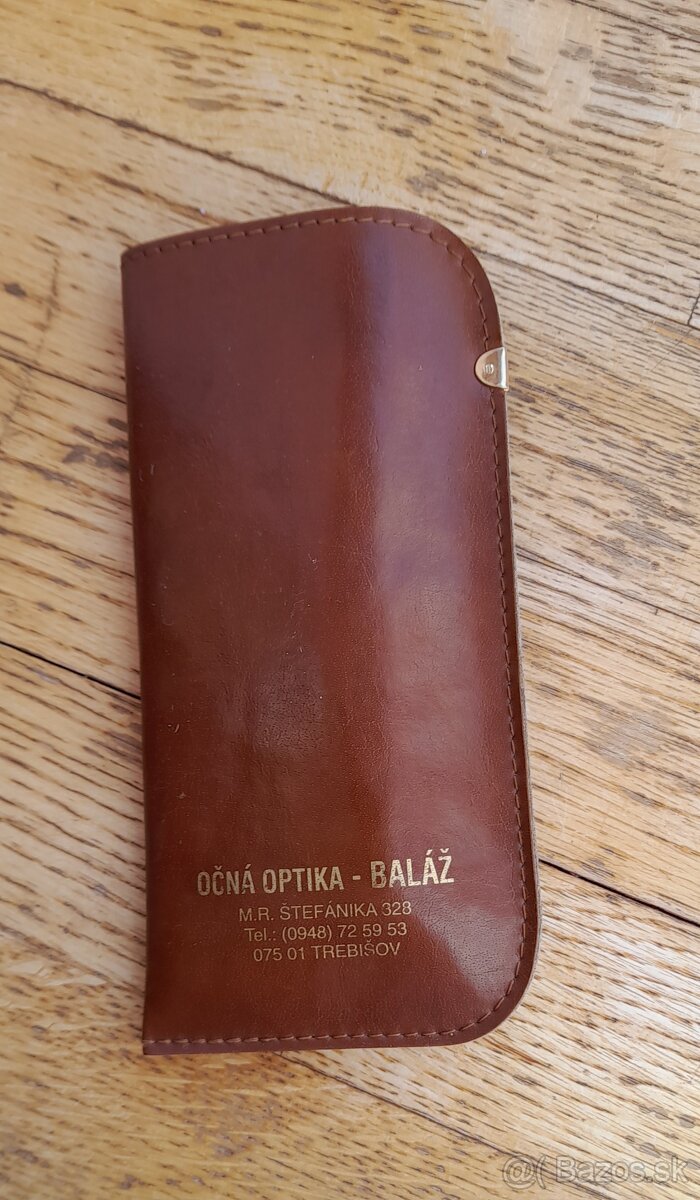 OČNÁ OPTIKA - BALÁŽ
M.R. ŠTEFÁNIKA 328
Tel.: (0948) 72 59 53
075 01 TREBIŠOV
@( Bazos.sk